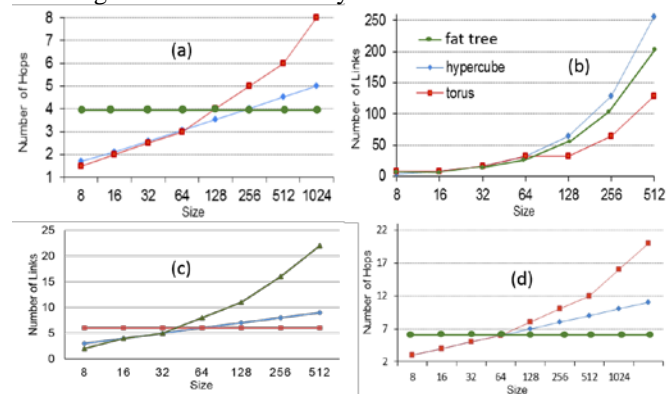 (a)
Number of Hops
8
7
6
5
4
3
2
1
8 16 32 64 128 256 512 1024
Size
(b)
Number of Links
250
200
150
100
50
0
fat tree
hypercube
torus
8 16 32 64 128 256 512
Size
(c)
Number of Links
25
20
15
10
5
0
8 16 32 64 128 256 512
Size
(d)
Number of Hops
22
17
12
7
2
8 16 32 64 128 256 512 1024
Size